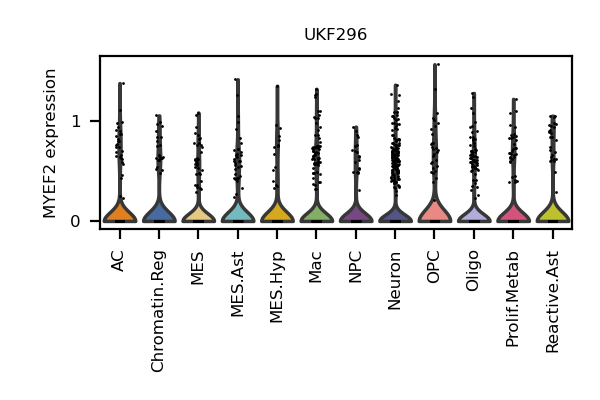 UKF296
MYEF2 expression
1
0
AC
Chromatin.Reg
MES
MES.Ast
MES.Hyp
Mac
NPC
Neuron
OPC
Oligo
Prolif.Metab
Reactive.Ast